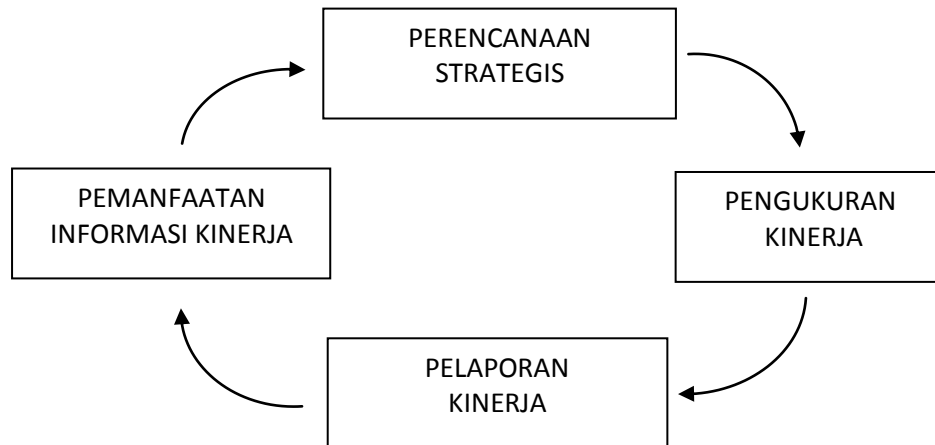 PERENCANAAN
STRATEGIS
PEMANFAATAN
INFORMASI KINERJA
PENGUKURAN
KINERJA
PELAPORAN
KINERJA